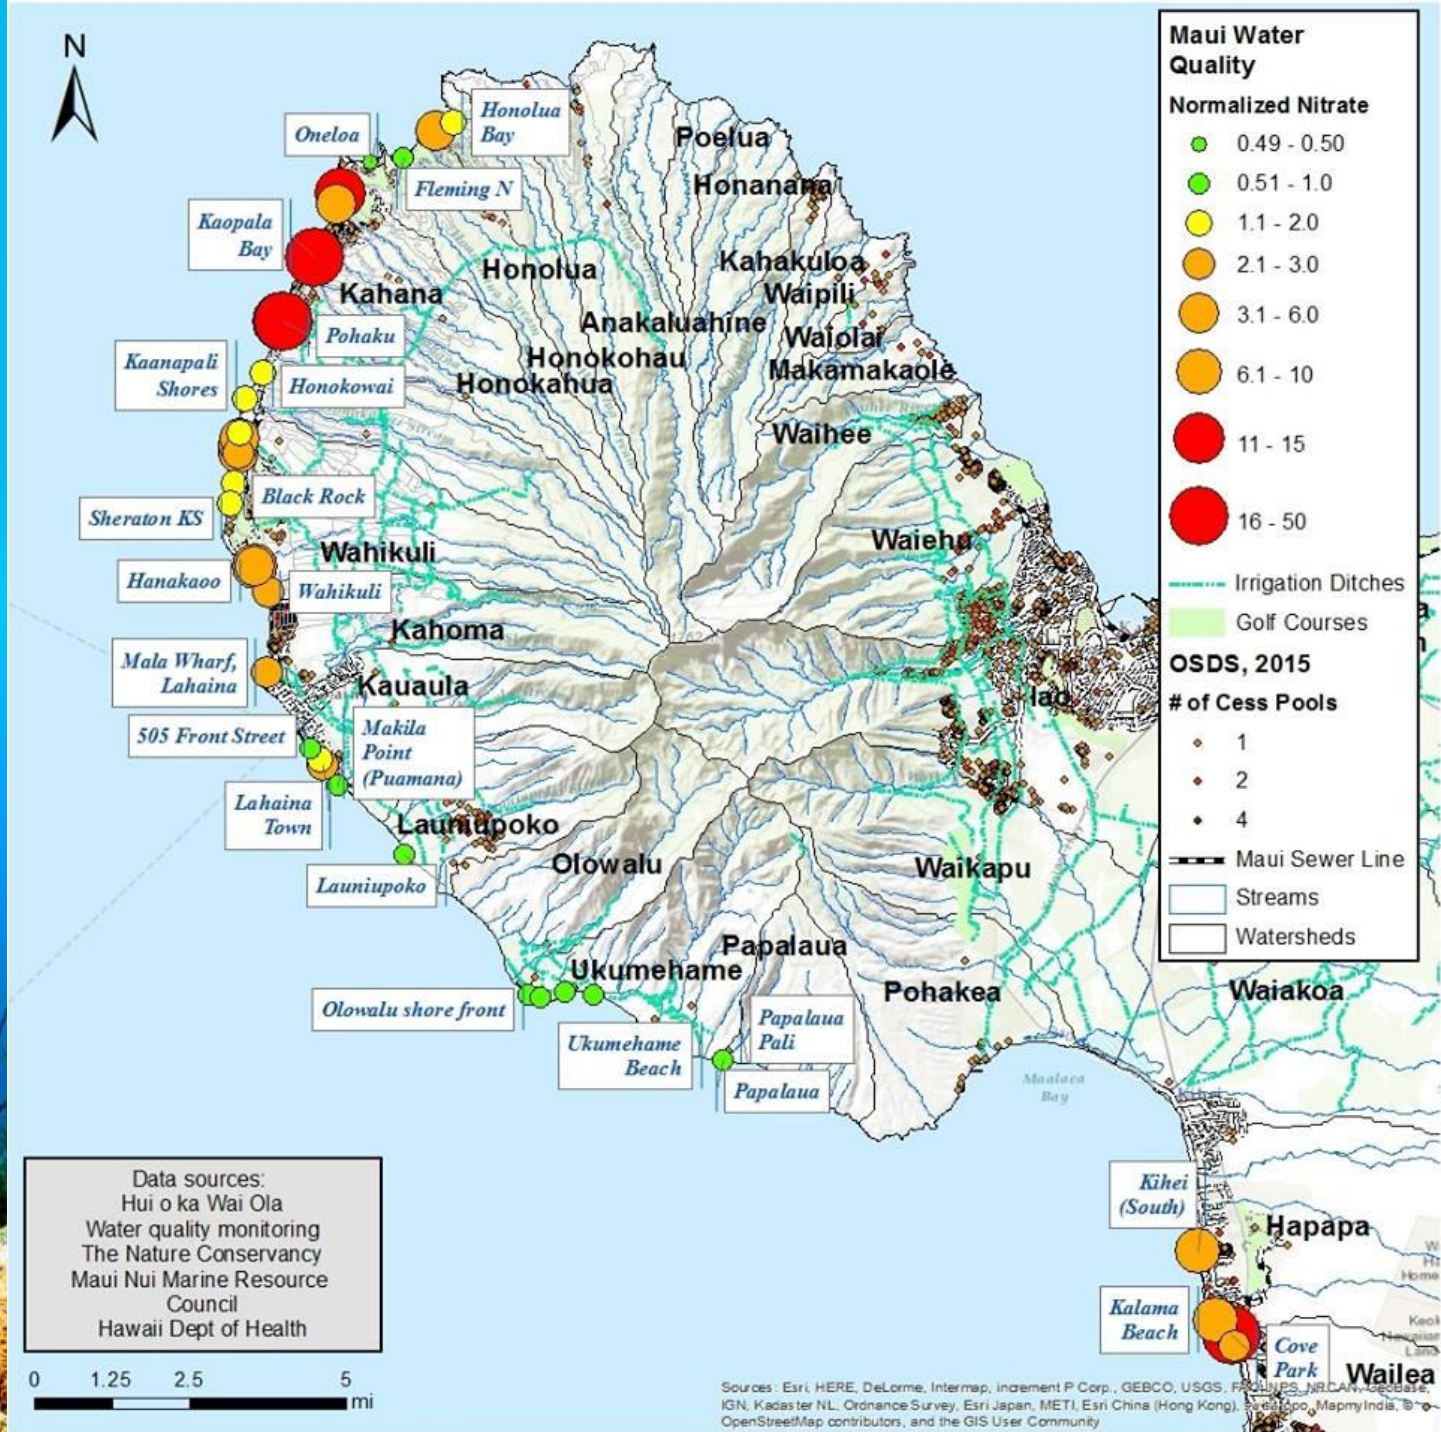 N
Oneloa
Honolua
Bay
Fleming N
Kaopala
Bay
Poelua
Honanana
Kahakuloa
Waipili
Honolua
Kahana
Anakaluahine
Waiolai
Pohaku
Honokohau
Makamakaole
Kaanapali
Shores
Honokowai
Honokahua
Waihee
Black Rock
Sheraton KS
Waiehu
Wahikuli
Hanakaoo
Wahikuli
Kahoma
Mala Wharf,
Lahaina
Kauaula
Iao
505 Front Street
Makila
Point
(Puamana)
Lahaina
Town
Launiupoko
Olowalu
Waikapu
Launiupoko
Papalaua
Ukumehame
Pohakea
Waiakoa
Olowalu shore front
Papalaua
Pali
Ukumehame
Beach
Papalaua
Maalaea
Bay
Kihei
Kihei
(South)
Hapapa
Kalama
Beach
Cove
Park
Wailea
Maui Water
Quality
Normalized Nitrate
0.49 - 0.50
0.51 - 1.0
1.1 - 2.0
2.1 - 3.0
3.1 - 6.0
6.1 - 10
11 - 15
16 - 50
Irrigation Ditches
Golf Courses
OSDS, 2015
# of Cess Pools
1
2
4
Maui Sewer Line
Streams
Watersheds
Data sources:
Hui o ka Wai Ola
Water quality monitoring
The Nature Conservancy
Maui Nui Marine Resource
Council
Hawaii Dept of Health
0 1.25 2.5 5
mi
Sources: Esri, HERE, DeLorme, Intermap, increment P Corp., GEBCO, USGS, FAO, NPS, NRCAN, GeoBase,
IGN, Kadaster NL, Ordnance Survey, Esri Japan, METI, Esri China (Hong Kong), swisstopo, MapmyIndia, ©
OpenStreetMap contributors, and the GIS User Community